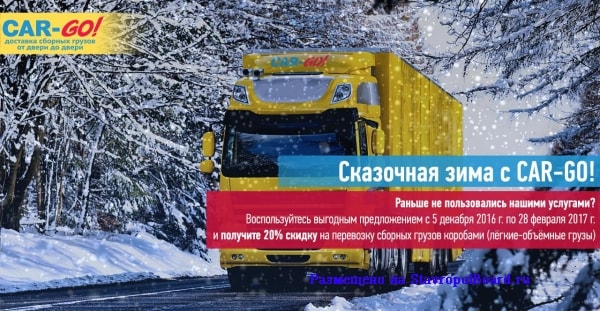 CAR-GO!
доставка сборных грузов
от двери до двери
CAR-GO!
Сказочная зима с CAR-GO!
Раньше не пользовались нашими услугами?
Воспользуйтесь выгодным предложением с 5 декабря 2016 г. по 28 февраля 2017 г.
и получите 20% скидку на перевозку сборных грузов коробами (лёгкие-объёмные грузы)
Размещено на Stavropolboard.ru